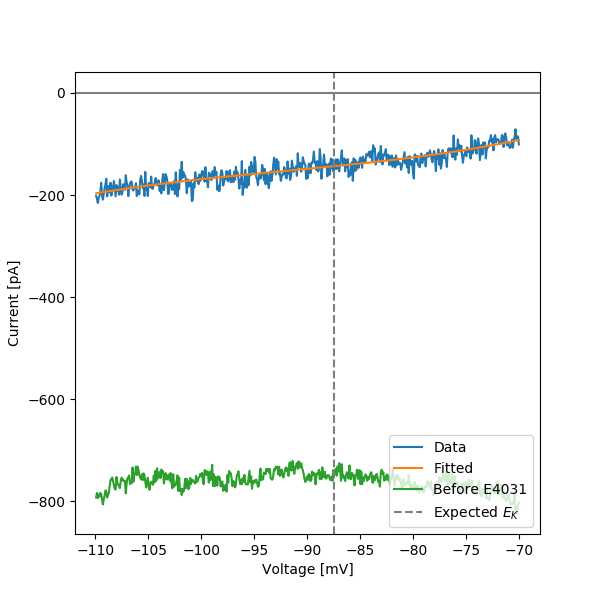 0
−200
−400
−600
−800
Current [pA]
Data
Fitted
Before E4031
Expected E_K
−110
−105
−100
−95
−90
−85
−80
−75
−70
Voltage [mV]